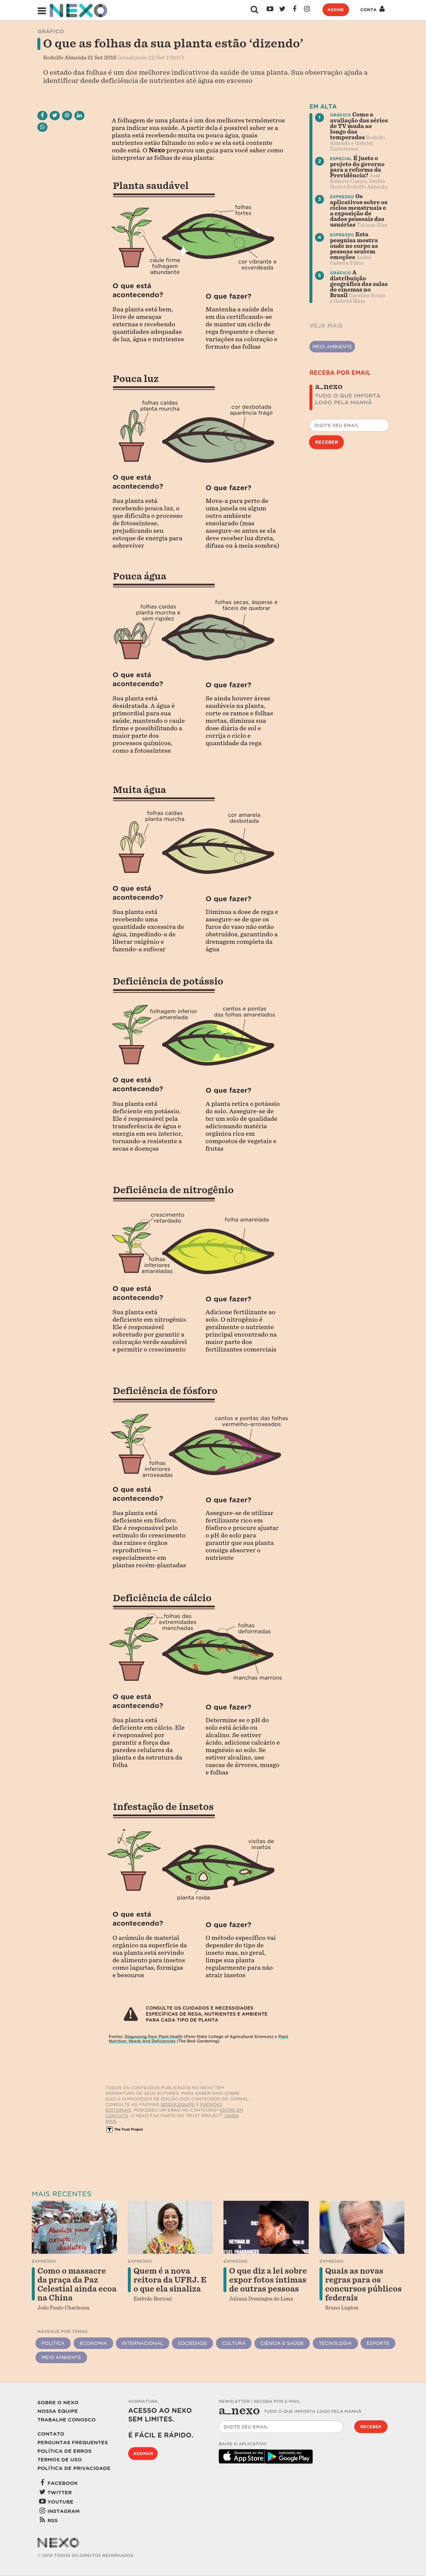 NEXO
ASSINE
CONTA
GRÁFICO
O que as folhas da sua planta estão ‘dizendo’
Rodolfo Almeida 21 Set 2016 (atualizado 21/Set 17h07)
O estado das folhas é um dos melhores indicativos da saúde de uma planta. Sua observação ajuda a
identificar desde deficiência de nutrientes até água em excesso
A folhagem de uma planta é um dos melhores termômetros
para indicar sua saúde. A partir dela é possível saber se a
planta está recebendo muita ou pouca água, quais
nutrientes estão faltando no solo e se ela está contente
onde está. O Nexo preparou um guia para você saber como
interpretar as folhas de sua planta:
Planta saudável
folhas
fortes
caule firme
folhagem
abundante
cor vibrante e
esverdeada
O que está
acontecendo?
Sua planta está bem,
livre de ameaças
externas e recebendo
quantidades adequadas
de luz, água e nutrientes
O que fazer?
Mantenha a saúde dela
em dia certificando-se
de manter um ciclo de
rega frequente e checar
variações na coloração e
formato das folhas
Pouca luz
folhas caídas
planta murcha
cor desbotada
aparência frágil
O que está
acontecendo?
Sua planta está
recebendo pouca luz, o
que dificulta o processo
de fotossíntese,
prejudicando seu
estoque de energia para
sobreviver
O que fazer?
Mova-a para perto de
uma janela ou algum
outro ambiente
ensolarado (mas
assegure-se antes se ela
deve receber luz direta,
difusa ou à meia sombra)
Pouca água
folhas caídas
planta murcha e
sem rigidez
folhas secas, ásperas e
fáceis de quebrar
O que está
acontecendo?
Sua planta está
desidratada. A água é
primordial para sua
saúde, mantendo o caule
firme e possibilitando a
maior parte dos
processos químicos,
como a fotossíntese
O que fazer?
Se ainda houver áreas
saudáveis na planta,
corte os ramos e folhas
mortas, diminua sua
dose diária de sol e
corrija o ciclo e
quantidade da rega
Muita água
folhas caídas
planta murcha
cor amarela
desbotada
O que está
acontecendo?
Sua planta está
recebendo uma
quantidade excessiva de
água, impedindo-a de
liberar oxigênio e
fazendo-a sufocar
O que fazer?
Diminua a dose de rega e
assegure-se de que os
furos do vaso não estão
obstruídos, garantindo a
drenagem completa da
água
Deficiência de potássio
folhagem inferior
amarelada
cantos e pontas
das folhas amarelados
O que está
acontecendo?
Sua planta está
deficiente em potássio.
Ele é responsável pela
transferência de água e
energia em seu interior,
tornando-a resistente a
secas e doenças
O que fazer?
A planta retira o potássio
do solo. Assegure-se de
ter um solo de qualidade
adicionando matéria
orgânica rica em
compostos de vegetais e
frutas
Deficiência de nitrogênio
crescimento
retardado
folha amarelada
folhas
inferiores
amareladas
O que está
acontecendo?
Sua planta está
deficiente em nitrogênio.
Ele é responsável
sobretudo por garantir a
coloração verde saudável
e permitir o crescimento
O que fazer?
Adicione fertilizante ao
solo. O nitrogênio é
geralmente o nutriente
principal encontrado na
maior parte dos
fertilizantes comerciais
Deficiência de fósforo
cantos e pontas das folhas
vermelho-arroxeados
folhas
inferiores
arroxeadas
O que está
acontecendo?
Sua planta está
deficiente em fósforo.
Ele é responsável pelo
estímulo do crescimento
das raízes e órgãos
reprodutivos —
especialmente em
plantas recém-plantadas
O que fazer?
Assegure-se de utilizar
fertilizante rico em
fósforo e procure ajustar
o pH do solo para
garantir que sua planta
consiga absorver o
nutriente
Deficiência de cálcio
folhas das
extremidades
manchadas
folhas
deformadas
manchas marrons
O que está
acontecendo?
Sua planta está
deficiente em cálcio. Ele
é responsável por
garantir a força das
paredes celulares da
planta e da estrutura da
folha
O que fazer?
Determine se o pH do
solo está ácido ou
alcalino. Se estiver
ácido, adicione calcário e
magnésio ao solo. Se
estiver alcalino, use
cascas de árvores, musgo
e folhas
Infestação de insetos
visitas de
insetos
planta roída
O que está
acontecendo?
O acúmulo de material
orgânico na superfície da
sua planta está servindo
de alimento para insetos
como lagartas, formigas
e besouros
O que fazer?
O método específico vai
depender do tipo de
inseto mas, no geral,
limpe sua planta
regularmente para não
atrair insetos
CONSULTE OS CUIDADOS E NECESSIDADES
ESPECÍFICAS DE REGA, NUTRIENTES E AMBIENTE
PARA CADA TIPO DE PLANTA
Fontes: Diagnosing Poor Plant Health (Penn State College of Agricultural Sciences) e Plant
Nutrition, Needs And Deficiencies (The Best Gardening).
TODOS OS CONTEÚDOS PUBLICADOS NO NEXO TÊM
ASSINATURA DE SEUS AUTORES. PARA SABER MAIS SOBRE
ELES E O PROCESSO DE EDIÇÃO DOS CONTEÚDOS DO JORNAL,
CONSULTE AS PÁGINAS NOSSA EQUIPE E PADRÕES
EDITORIAIS. PERCEBEU UM ERRO NO CONTEÚDO? ENTRE EM
CONTATO. O NEXO FAZ PARTE DO TRUST PROJECT. SAIBA
MAIS.
T The Trust Project
EM ALTA
1 GRÁFICO Como a
avaliação das séries
de TV muda ao
longo das
temporadas Rodolfo
Almeida e Gabriel
Zanlorenssi
2 ESPECIAL É justo o
projeto do governo
para a reforma da
Previdência? José
Roberto Castro, Emilio
Haro e Rodolfo Almeida
3 EXPRESSO Os
aplicativos sobre os
ciclos menstruais e
a exposição de
dados pessoais das
usuárias Tatiana Dias
4 EXPRESSO Esta
pesquisa mostra
onde no corpo as
pessoas sentem
emoções André
Cabette Fábio
5 GRÁFICO A
distribuição
geográfica das salas
de cinemas no
Brasil Caroline Souza
e Gabriel Maia
VEJA MAIS
MEIO AMBIENTE
RECEBA POR EMAIL
a_nexo
TUDO O QUE IMPORTA
LOGO PELA MANHÃ
DIGITE SEU EMAIL
RECEBER
MAIS RECENTES
EXPRESSO
Como o massacre
da praça da Paz
Celestial ainda ecoa
na China
João Paulo Charleaux
EXPRESSO
Quem é a nova
reitora da UFRJ. E
o que ela sinaliza
Estêvão Bertoni
EXPRESSO
O que diz a lei sobre
expor fotos íntimas
de outras pessoas
Juliana Domingos de Lima
EXPRESSO
Quais as novas
regras para os
concursos públicos
federais
Bruno Lupion
NAVEGUE POR TEMAS
POLÍTICA
ECONOMIA
INTERNACIONAL
SOCIEDADE
CULTURA
CIÊNCIA E SAÚDE
TECNOLOGIA
ESPORTE
MEIO AMBIENTE
SOBRE O NEXO
NOSSA EQUIPE
TRABALHE CONOSCO
CONTATO
PERGUNTAS FREQUENTES
POLÍTICA DE ERROS
TERMOS DE USO
POLÍTICA DE PRIVACIDADE
FACEBOOK
TWITTER
YOUTUBE
INSTAGRAM
RSS
ASSINATURA
ACESSO AO NEXO
SEM LIMITES.
É FÁCIL E RÁPIDO.
ASSINAR
NEWSLETTER | RECEBA POR E-MAIL
a_nexo TUDO O QUE IMPORTA LOGO PELA MANHÃ
DIGITE SEU EMAIL
RECEBER
BAIXE O APLICATIVO
Download on the
App Store
DISPONÍVEL NO
Google Play
NEXO
© 2019 TODOS OS DIREITOS RESERVADOS